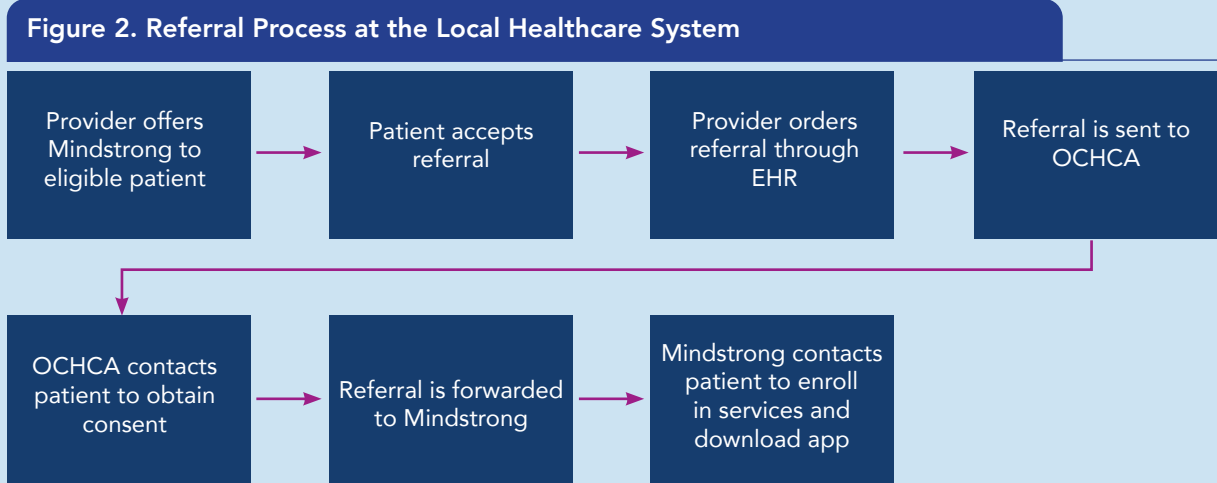 Figure 2. Referral Process at the Local Healthcare System
Provider offers
Mindstrong to
eligible patient
Patient accepts
referral
Provider orders
referral through
EHR
Referral is sent to
OCHCA
OCHCA contacts
patient to obtain
consent
Referral is forwarded
to Mindstrong
Mindstrong contacts
patient to enroll
in services and
download app